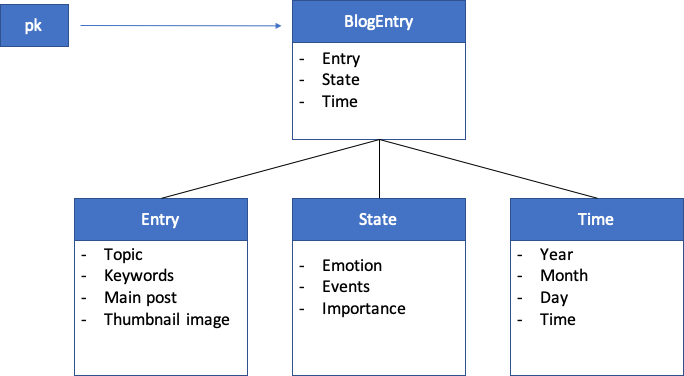 pk
BlogEntry
- Entry
- State
- Time
Entry
- Topic
- Keywords
- Main post
- Thumbnail image
State
- Emotion
- Events
- Importance
Time
- Year
- Month
- Day
- Time